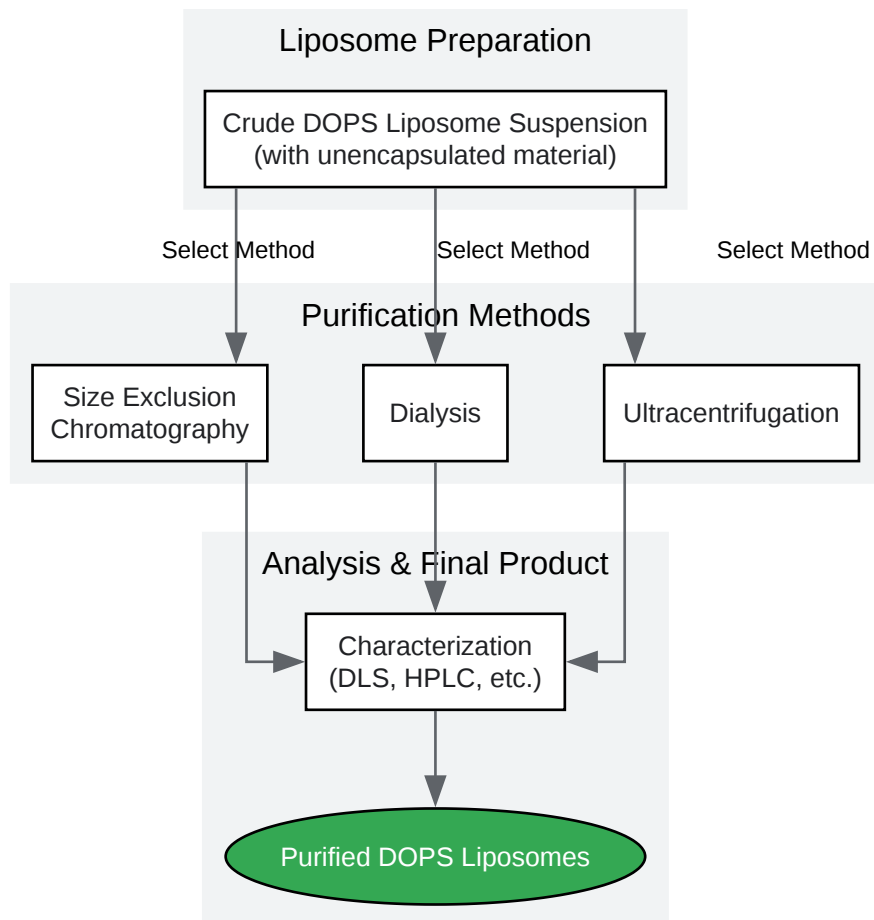 Liposome Preparation
Crude DOPS Liposome Suspension
(with unencapsulated material)
Select Method
Select Method
Select Method
Purification Methods
Size Exclusion
Chromatography
Dialysis
Ultracentrifugation
Analysis & Final Product
Characterization
(DLS, HPLC, etc.)
Purified DOPS Liposomes